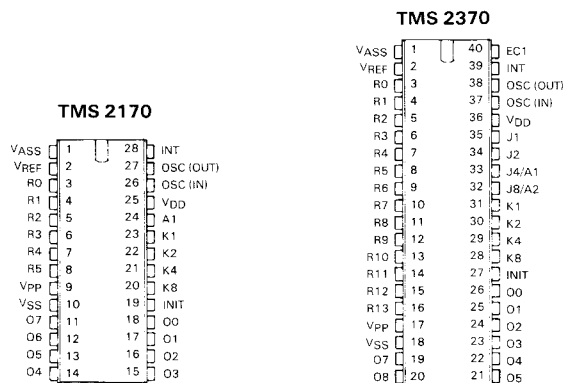 TMS 2370
VASS 1 40 EC1
VREF 2 39 INT
R0 3 38 OSC (OUT)
R1 4 37 OSC (IN)
R2 5 36 VDD
R3 6 35 J1
R4 7 34 J2
R5 8 33 J4/A1
R6 9 32 J8/A2
R7 10 31 K1
R8 11 30 K2
R9 12 29 K4
R10 13 28 K8
R11 14 27 INIT
R12 15 26 O0
R13 16 25 O1
VPP 17 24 O2
VSS 18 23 O3
O7 19 22 O4
O8 20 21 O5
TMS 2170
VASS 1 28 INT
VREF 2 27 OSC (OUT)
R0 3 26 OSC (IN)
R1 4 25 VDD
R2 5 24 A1
R3 6 23 K1
R4 7 22 K2
R5 8 21 K4
VPP 9 20 K8
VSS 10 19 INIT
O7 11 18 O0
O6 12 17 O1
O5 13 16 O2
O4 14 15 O3